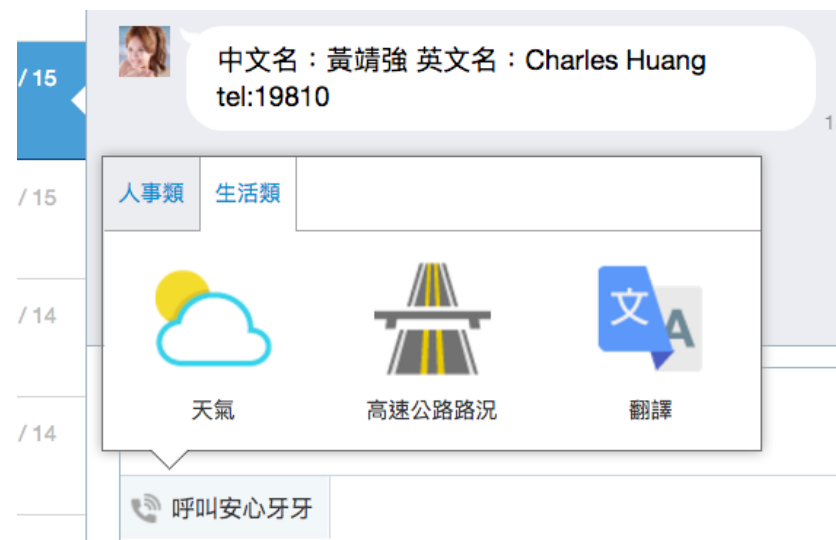 中文名：黃靖強 英文名：Charles Huang
tel:19810
/ 15
1
人事類 生活類
/ 15
文 A
/ 14
天氣 高速公路路況 翻譯
/ 14
呼叫安心牙牙